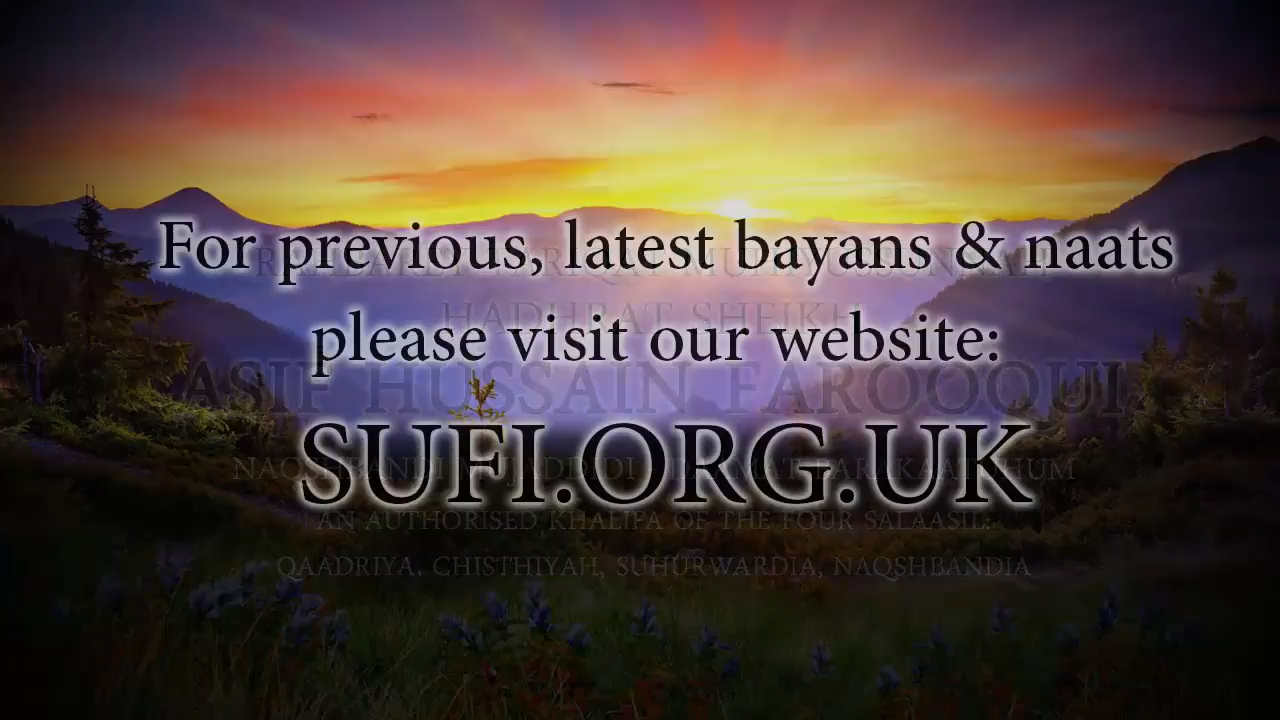 For previous, latest bayans & naats
HADHRAT SHEIKH
please visit our website:
ASIF HUSSAIN FAROOQUI
SUFI.ORG.UK
AN AUTHORISED KHALIFA OF THE FOUR SALAASIL:
QAADRIYA, CHISTHIYAH, SUHURWARDIA, NAQSHBANDIA